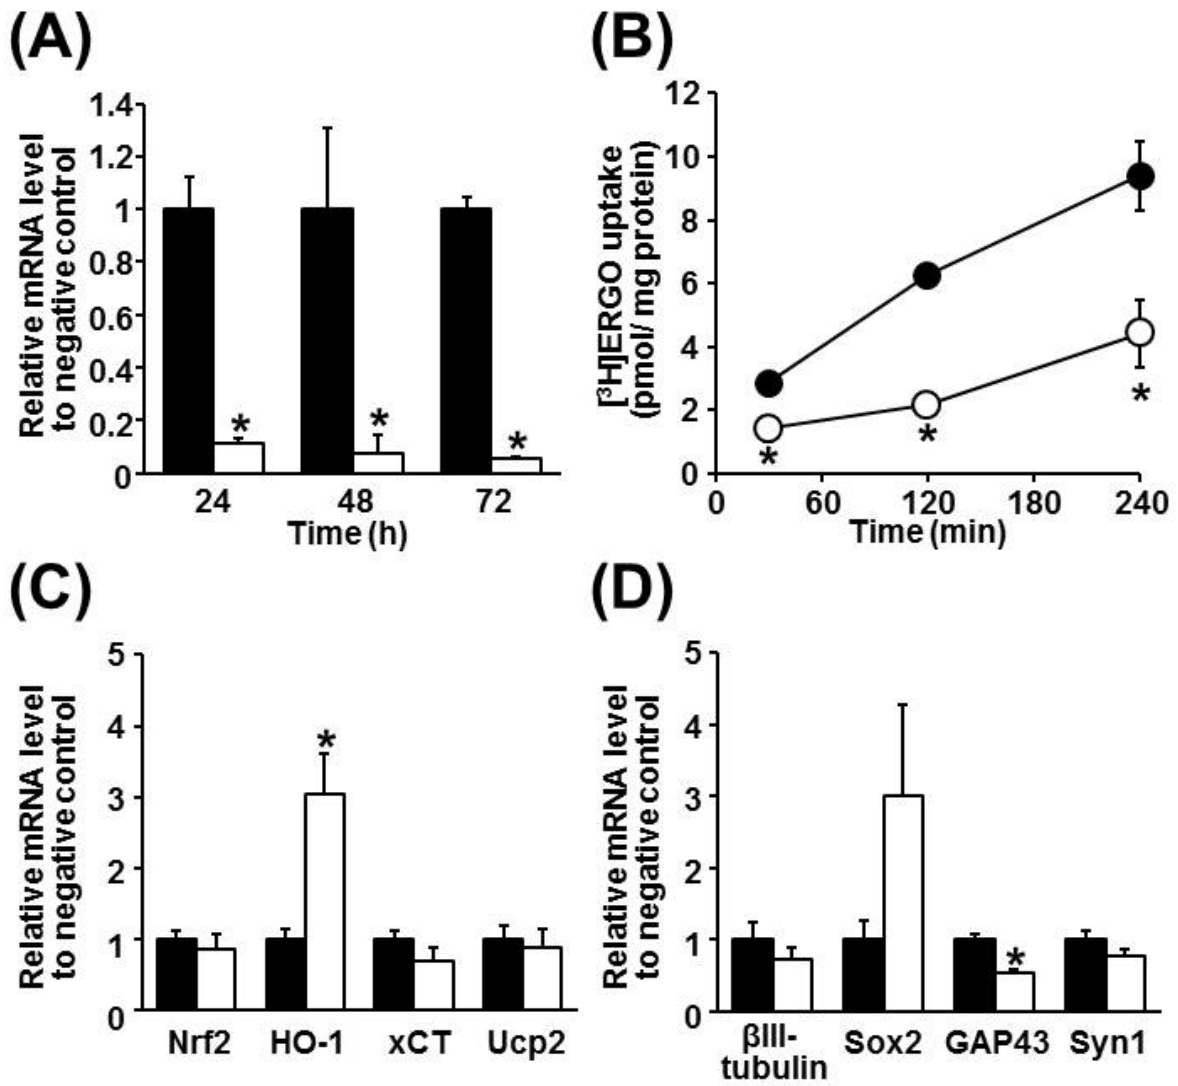 (A)
Relative mRNA level
to negative control
1.4
1.2
1
0.8
0.6
0.4
0.2
0
*
*
*
24 48 72
Time (h)
(B)
[³H]ERGO uptake
(pmol/ mg protein)
12
10
8
6
4
2
0
*
*
*
0 60 120 180 240
Time (min)
(C)
Relative mRNA level
to negative control
5
4
3
2
1
0
*
Nrf2 HO-1 xCT Ucp2
(D)
Relative mRNA level
to negative control
5
4
3
2
1
0
*
βIII-
tubulin Sox2 GAP43 Syn1